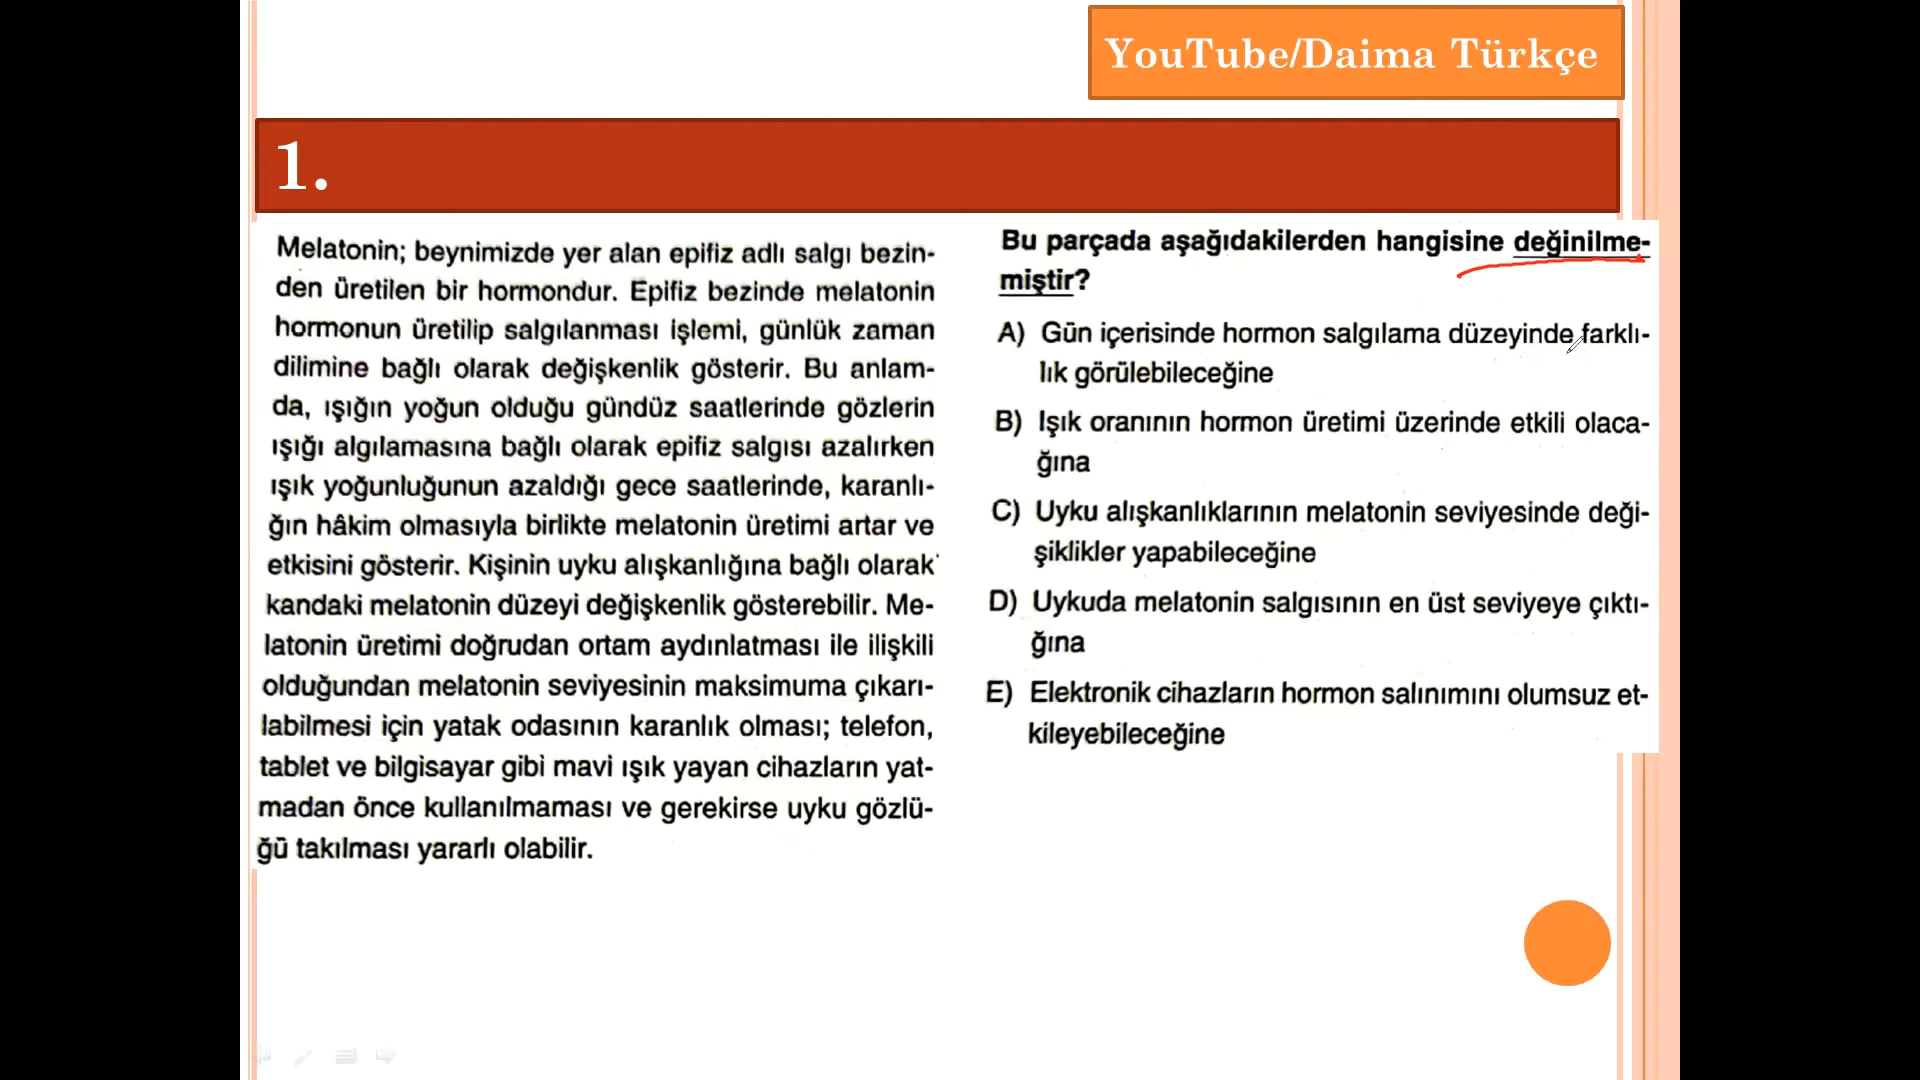 YouTube/Daima Türkçe
1.
Melatonin; beynimizde yer alan epifiz adlı salgı bezin-
den üretilen bir hormondur. Epifiz bezinde melatonin
hormonun üretilip salgılanması işlemi, günlük zaman
dilimine bağlı olarak değişkenlik gösterir. Bu anlam-
da, ışığın yoğun olduğu gündüz saatlerinde gözlerin
ışığı algılamasına bağlı olarak epifiz salgısı azalırken
ışık yoğunluğunun azaldığı gece saatlerinde, karanlı-
ğın hâkim olmasıyla birlikte melatonin üretimi artar ve
etkisini gösterir. Kişinin uyku alışkanlığına bağlı olarak
kandaki melatonin düzeyi değişkenlik gösterebilir. Me-
latonin üretimi doğrudan ortam aydınlatması ile ilişkili
olduğundan melatonin seviyesinin maksimuma çıkarı-
labilmesi için yatak odasının karanlık olması; telefon,
tablet ve bilgisayar gibi mavi ışık yayan cihazların yat-
madan önce kullanılmaması ve gerekirse uyku gözlü-
ğü takılması yararlı olabilir.
Bu parçada aşağıdakilerden hangisine değinilme-
miştir?
A) Gün içerisinde hormon salgılama düzeyinde farklı-
lık görülebileceğine
B) Işık oranının hormon üretimi üzerinde etkili olaca-
ğına
C) Uyku alışkanlıklarının melatonin seviyesinde deği-
şiklikler yapabileceğine
D) Uykuda melatonin salgısının en üst seviyeye çıktı-
ğına
E) Elektronik cihazların hormon salınımını olumsuz et-
kileyebileceğine